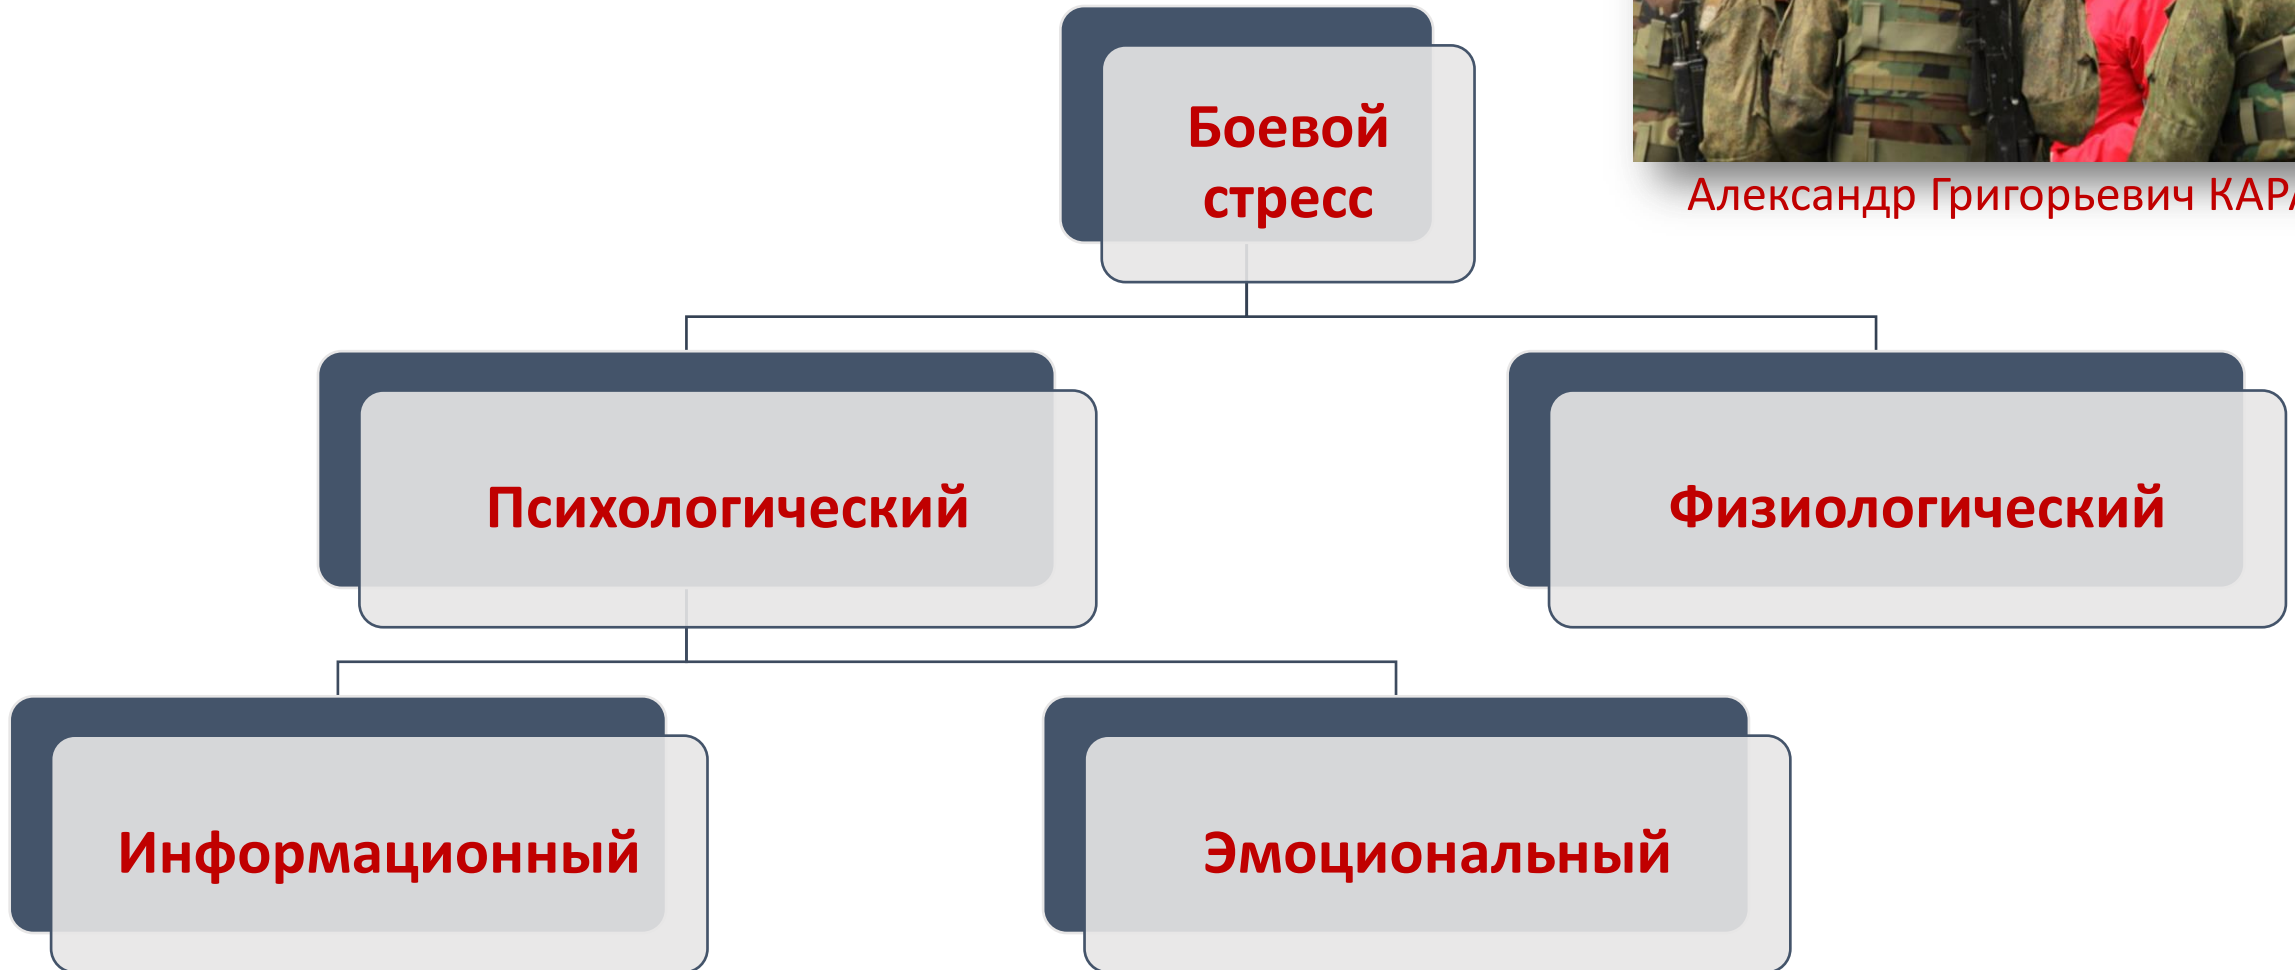 Боевой
стресс
Александр Григорьевич
Психологический
Физиологический
Информационный
Эмоциональный